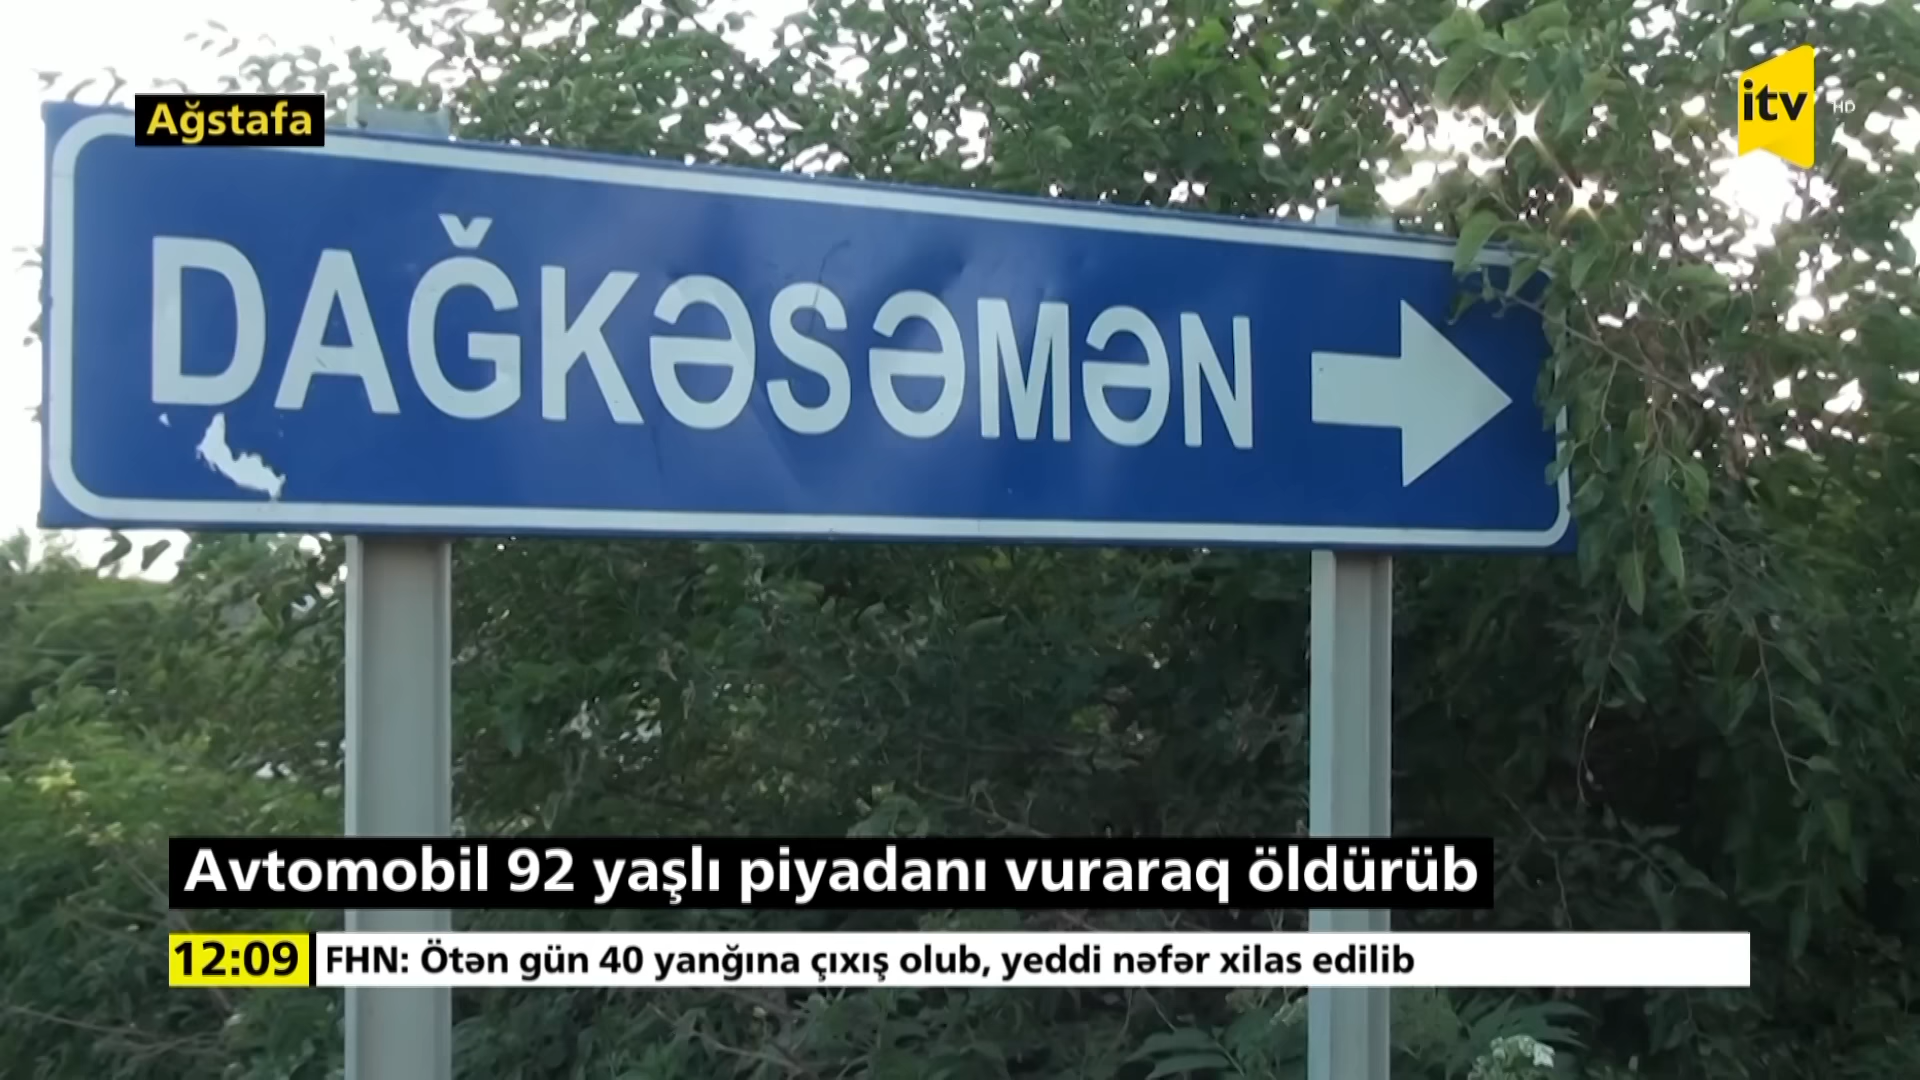 Ağstafa
itv HD
DAĞKƏSƏMƏN
Avtomobil 92 yaşlı piyadanı vuraraq öldürüb
12:09 FHN: Ötən gün 40 yanğına çıxış olub, yeddi nəfər xilas edilib